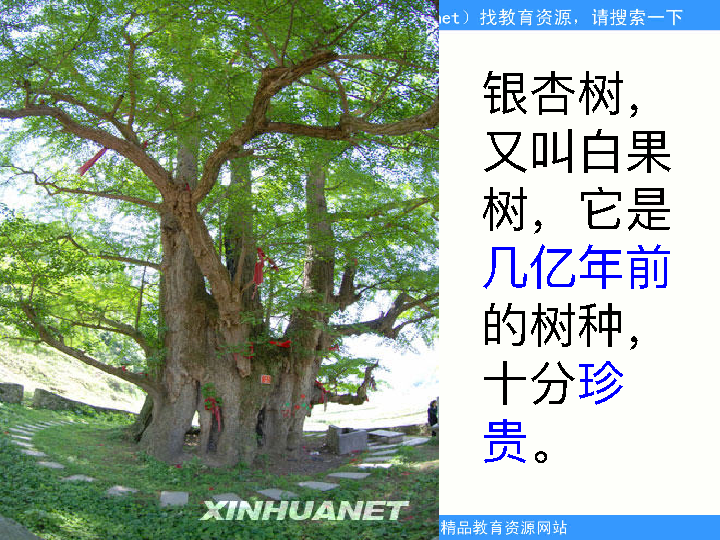 net）找教育资源，请搜索一下
银杏树，
又叫白果
树，它是
几亿年前
的树种，
十分珍
贵。
XINHUANET
精品教育资源网站